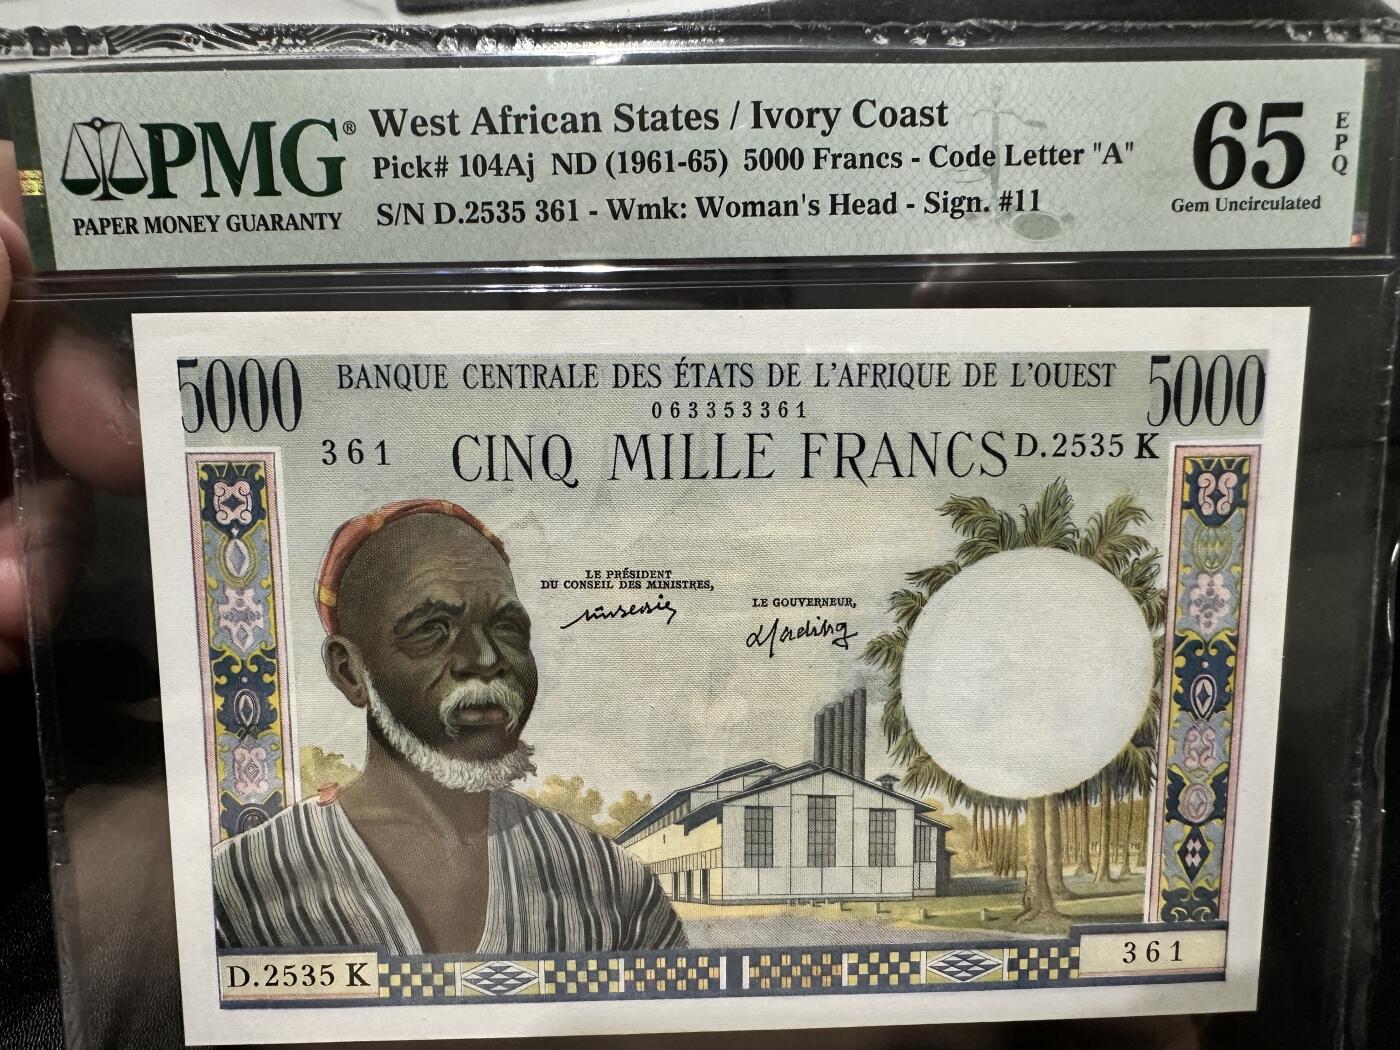 PMG®
PAPER MONEY GUARANTY
West African States / Ivory Coast
Pick# 104Aj ND (1961-65) 5000 Francs - Code Letter "A"
S/N D.2535 361 - Wmk: Woman's Head - Sign. #11
65
EPQ
Gem Uncirculated
5000
BANQUE CENTRALE DES ÉTATS DE L'AFRIQUE DE L'OUEST
5000
063353361
361
CINQ MILLE FRANCS
D.2535 K
LE PRÉSIDENT
DU CONSEIL DES MINISTRES,
LE GOUVERNEUR,
D.2535 K
361